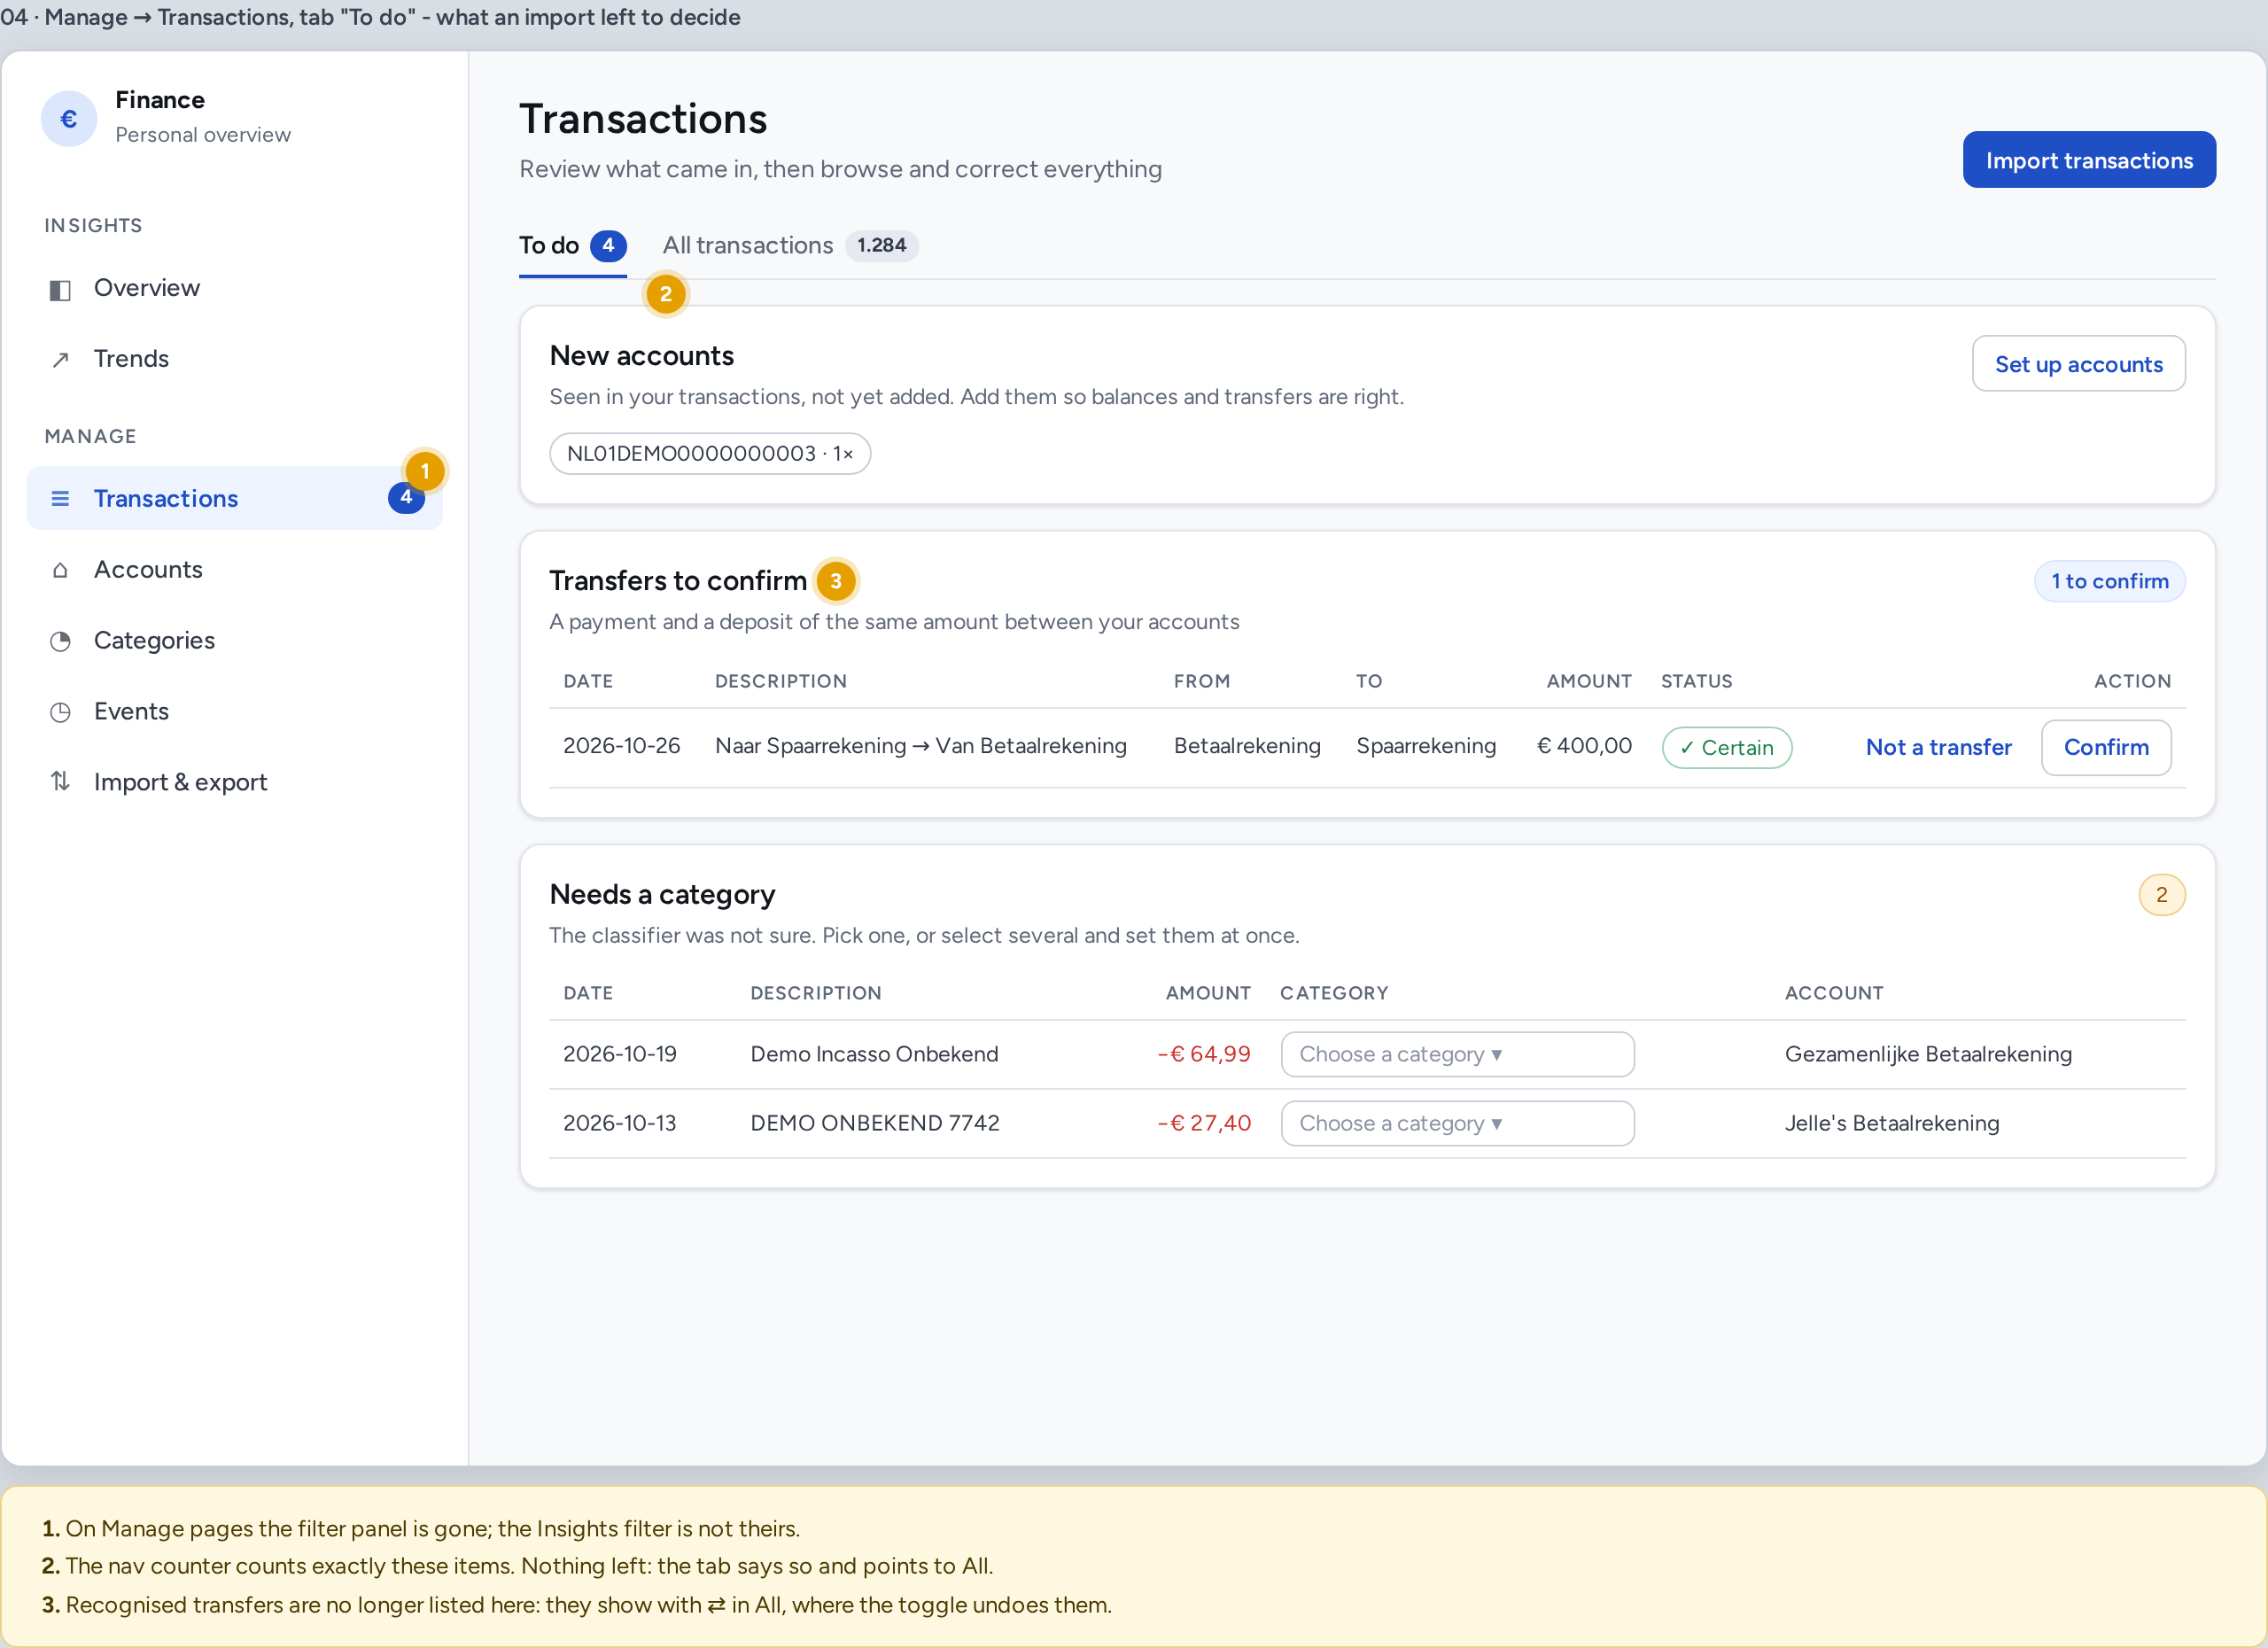 04 · Manage → Transactions, tab "To do" - what an import left to decide
€
Finance
Personal overview
INSIGHTS
Overview
Trends
MANAGE
1
Transactions 4
Accounts
Categories
Events
Import & export
Transactions
Review what came in, then browse and correct everything
Import transactions
To do 4 All transactions 1.284
2
New accounts
Set up accounts
Seen in your transactions, not yet added. Add them so balances and transfers are right.
NL01DEMO0000000003 · 1×
Transfers to confirm 3 1 to confirm
A payment and a deposit of the same amount between your accounts
DATE DESCRIPTION FROM TO AMOUNT STATUS ACTION
2026-10-26 Naar Spaarrekening → Van Betaalrekening Betaalrekening Spaarrekening € 400,00 ✓ Certain Not a transfer Confirm
Needs a category 2
The classifier was not sure. Pick one, or select several and set them at once.
DATE DESCRIPTION AMOUNT CATEGORY ACCOUNT
2026-10-19 Demo Incasso Onbekend −€ 64,99 Choose a category ▾ Gezamenlijke Betaalrekening
2026-10-13 DEMO ONBEKEND 7742 −€ 27,40 Choose a category ▾ Jelle's Betaalrekening
1. On Manage pages the filter panel is gone; the Insights filter is not theirs.
2. The nav counter counts exactly these items. Nothing left: the tab says so and points to All.
3. Recognised transfers are no longer listed here: they show with ⇄ in All, where the toggle undoes them.